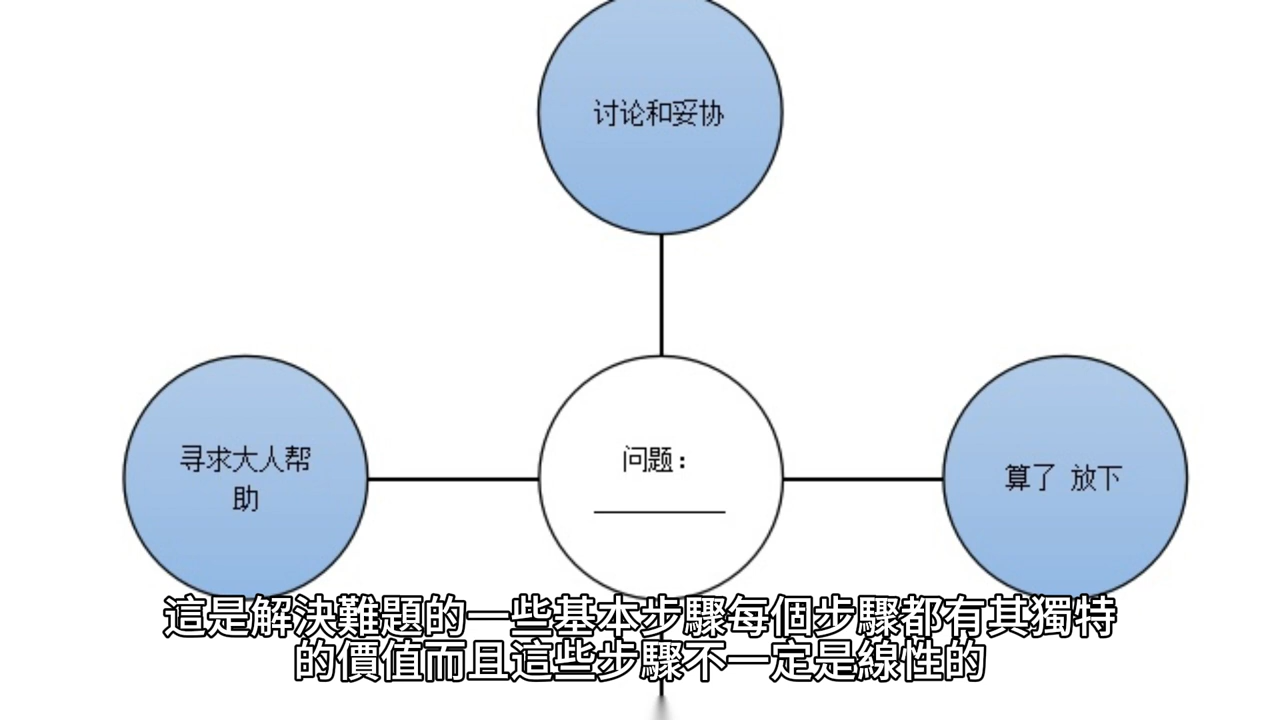 讨论和妥协
寻求大人帮
助
问题：
算了 放下
這是解決難題的一些基本步驟每個步驟都有其獨特
的價值而且這些步驟不一定是線性的